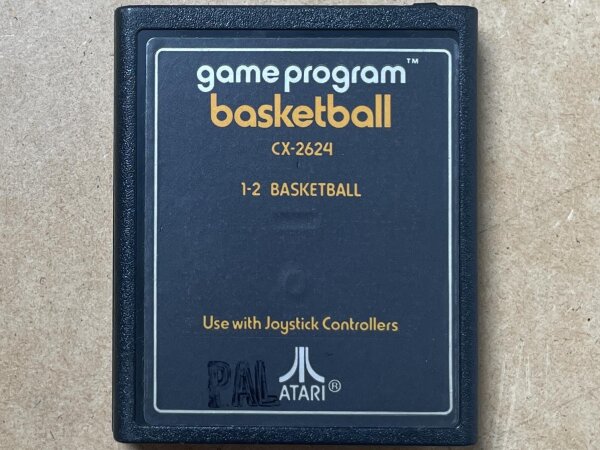 game program™
basketball
CX-2624
1-2 BASKETBALL
Use with Joystick Controllers
PAL
ATARI®